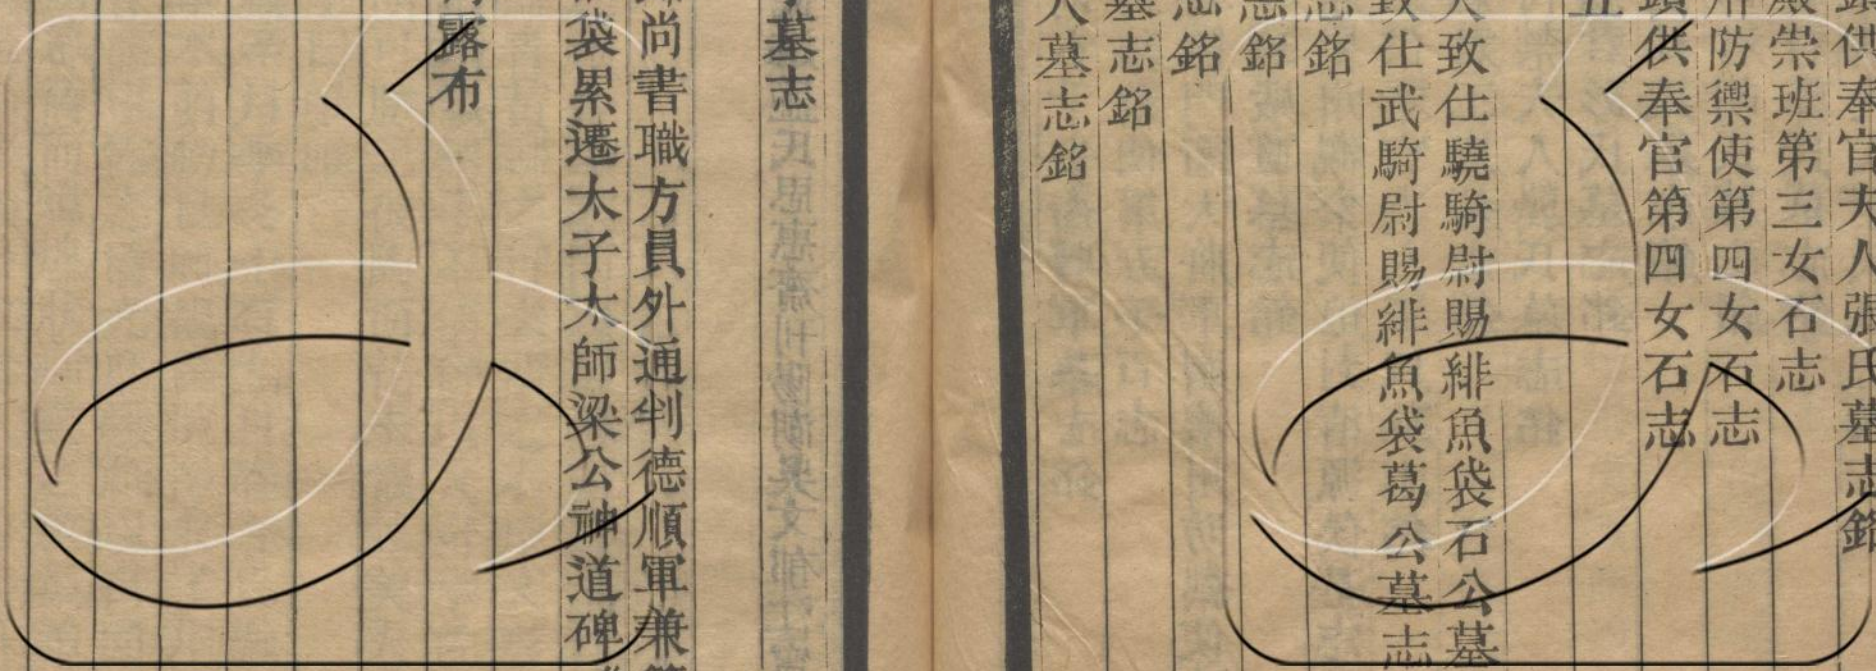 供奉官夫人張氏墓志銘
崇班第三女石志
防禦使第四女石志
供奉官第四女石志
五
致仕驍騎尉賜緋魚袋石公墓
致仕武騎尉賜緋魚袋葛公墓志
志銘
志銘
志銘
墓志銘
人墓志銘
墓志
尚書職方員外通判德順軍兼
袋累遷太子太師梁公神道碑
露布